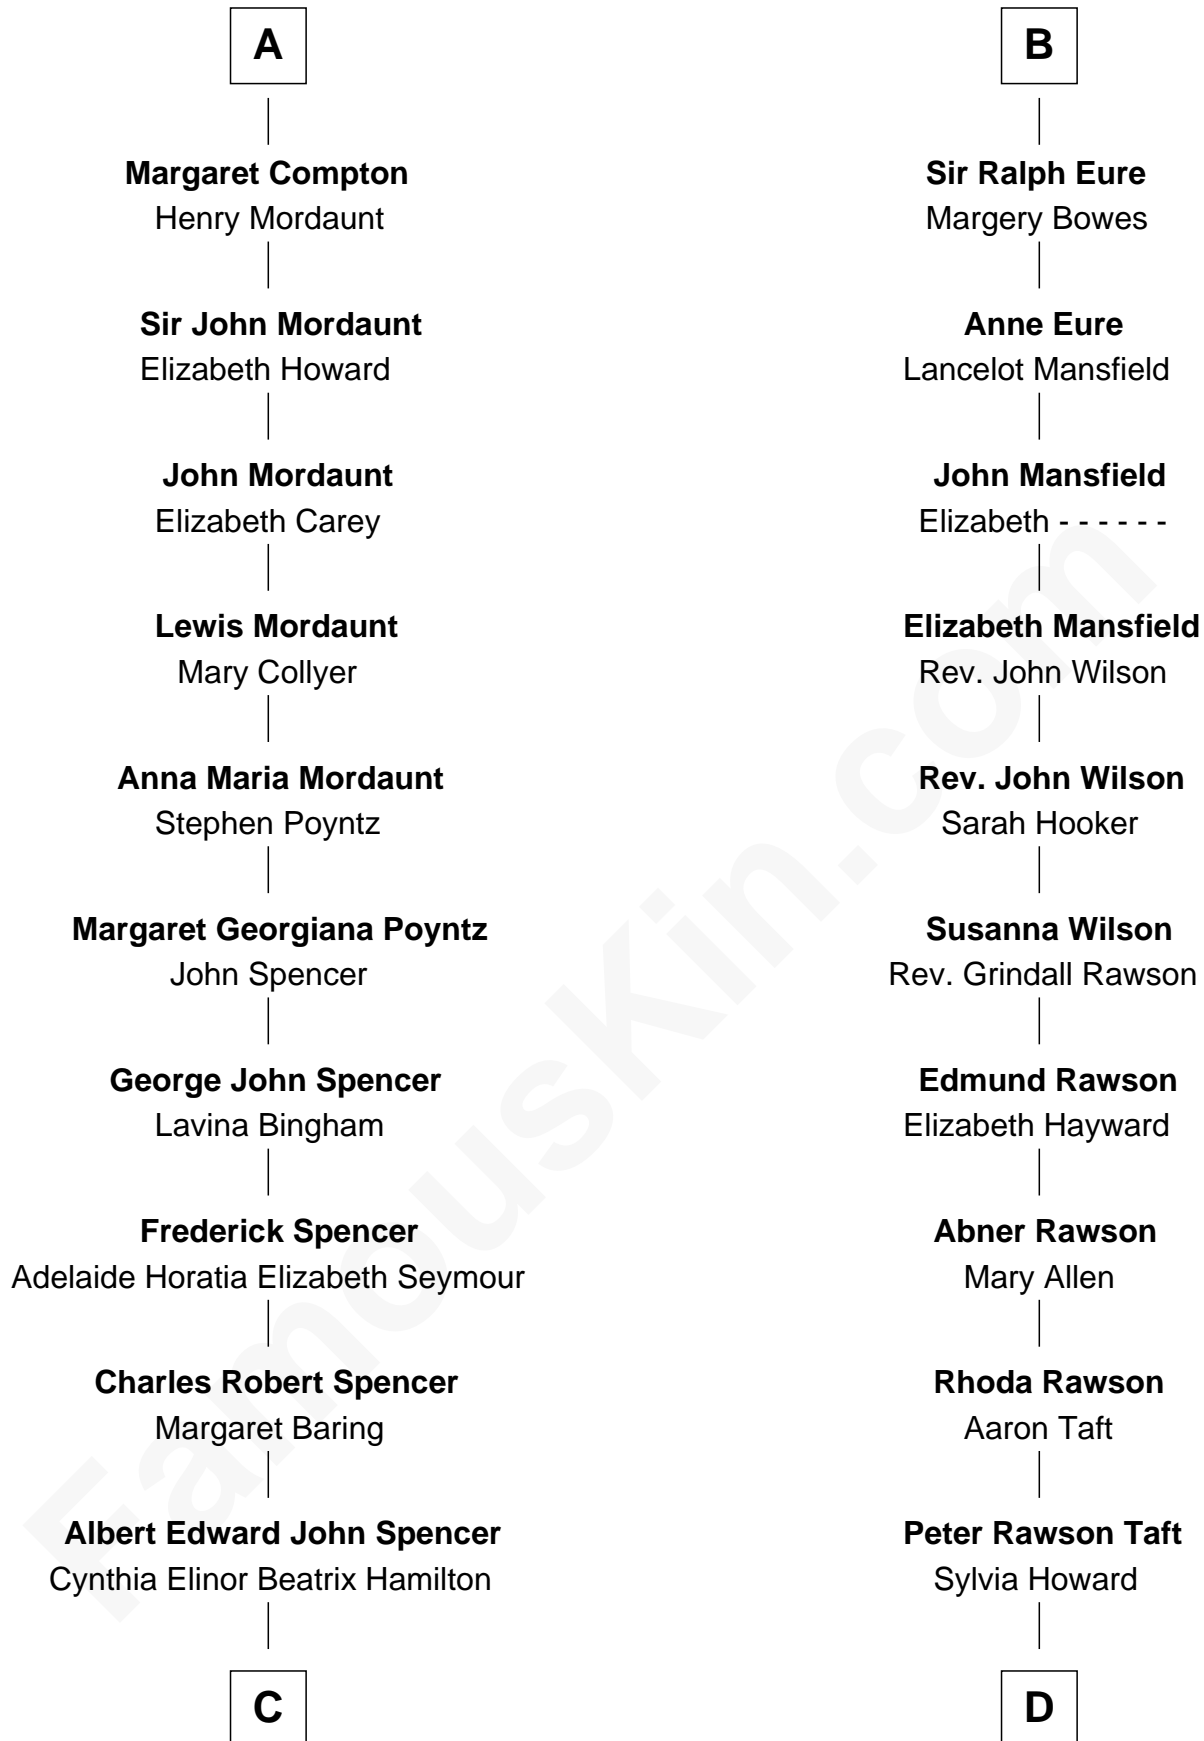 A
Margaret Compton
Henry Mordaunt
Sir John Mordaunt
Elizabeth Howard
John Mordaunt
Elizabeth Carey
Lewis Mordaunt
Mary Collyer
Anna Maria Mordaunt
Stephen Poyntz
Margaret Georgiana Poyntz
John Spencer
George John Spencer
Lavina Bingham
Frederick Spencer
Adelaide Horatia Elizabeth Seymour
Charles Robert Spencer
Margaret Baring
Albert Edward John Spencer
Cynthia Elinor Beatrix Hamilton
C
B
Sir Ralph Eure
Margery Bowes
Anne Eure
Lancelot Mansfield
John Mansfield
Elizabeth - - - - - -
Elizabeth Mansfield
Rev. John Wilson
Rev. John Wilson
Sarah Hooker
Susanna Wilson
Rev. Grindall Rawson
Edmund Rawson
Elizabeth Hayward
Abner Rawson
Mary Allen
Rhoda Rawson
Aaron Taft
Peter Rawson Taft
Sylvia Howard
D
FamousKin.com